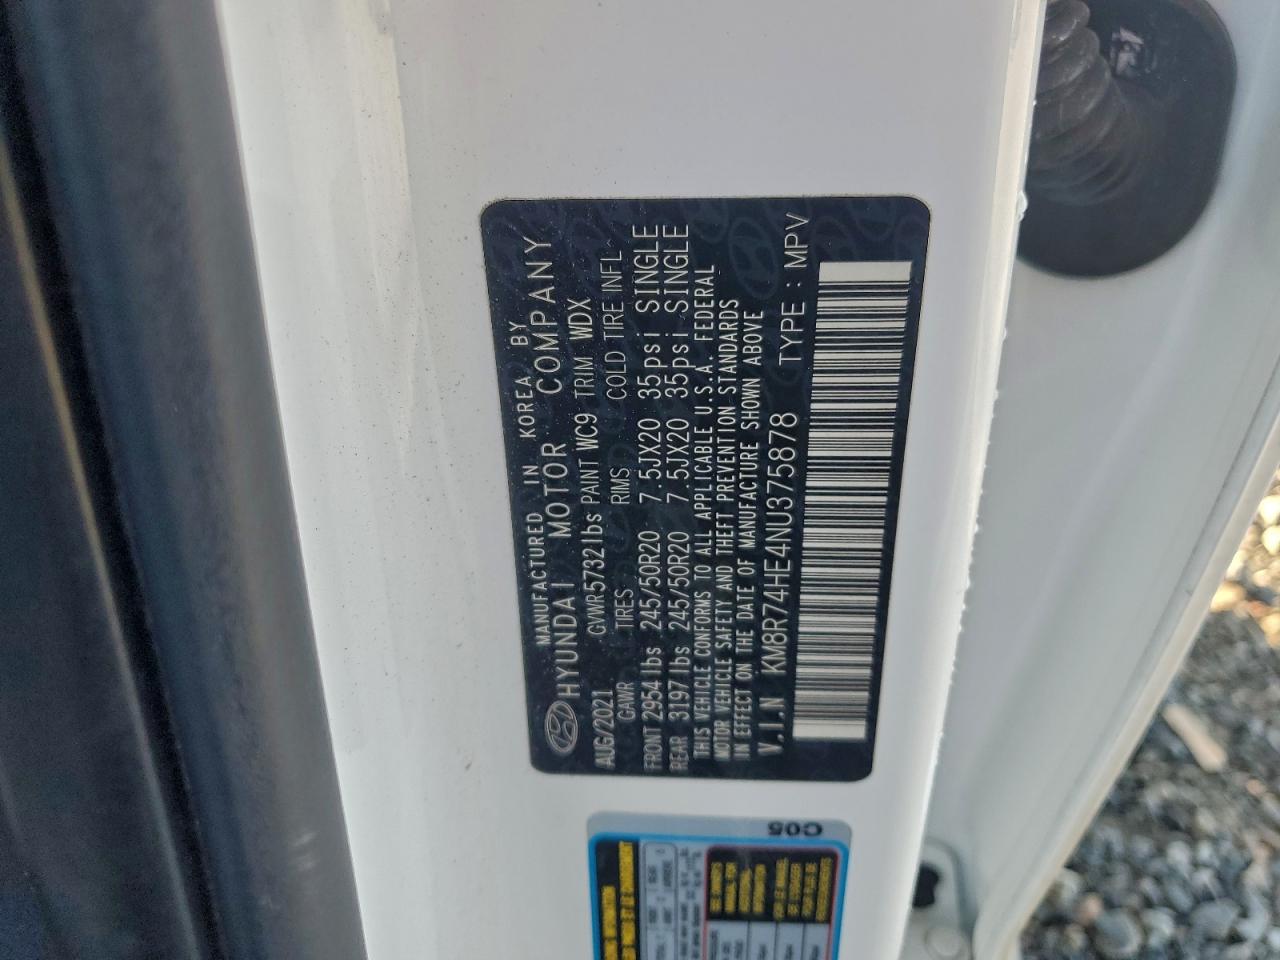 MANUFACTURED IN KOREA BY
HYUNDAI MOTOR COMPANY
AUG/2021 GVWR 5732lbs PAINT WC9 TRIM WDX
GAWR TIRES RIMS COLD TIRE INFL
FRONT 2954lbs 245/50R20 7.5JX20 35psi SINGLE
REAR 3197lbs 245/50R20 7.5JX20 35psi SINGLE
THIS VEHICLE CONFORMS TO ALL APPLICABLE U.S.A. FEDERAL
MOTOR VEHICLE SAFETY AND THEFT PREVENTION STANDARDS
IN EFFECT ON THE DATE OF MANUFACTURE SHOWN ABOVE
V.I.N KM8R74HE4NU375878 TYPE : MPV
C05